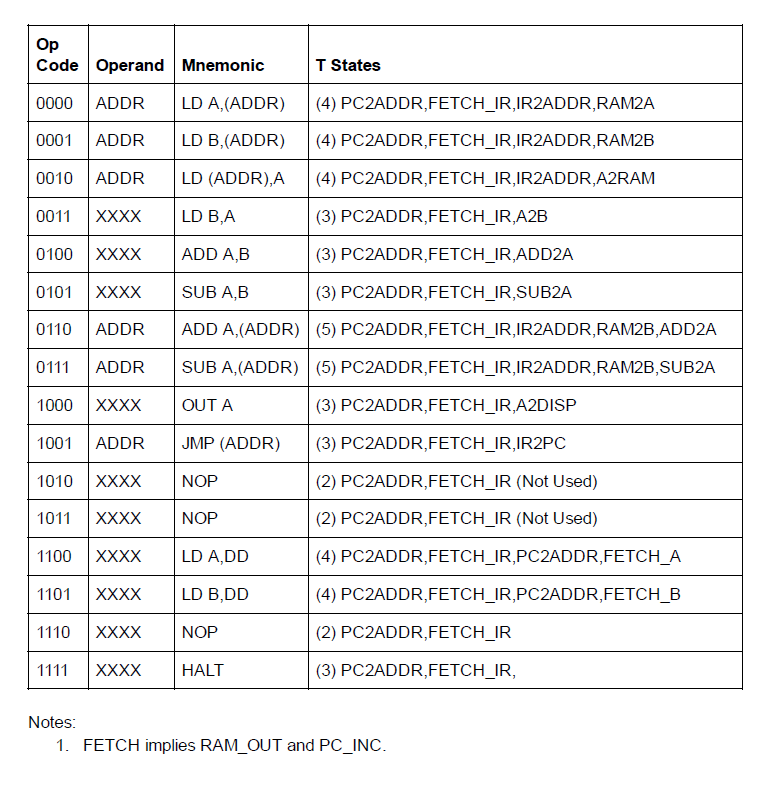 Op
Code Operand Mnemonic T States
0000 ADDR LD A,(ADDR) (4) PC2ADDR,FETCH_IR,IR2ADDR,RAM2A
0001 ADDR LD B,(ADDR) (4) PC2ADDR,FETCH_IR,IR2ADDR,RAM2B
0010 ADDR LD (ADDR),A (4) PC2ADDR,FETCH_IR,IR2ADDR,A2RAM
0011 XXXX LD B,A (3) PC2ADDR,FETCH_IR,A2B
0100 XXXX ADD A,B (3) PC2ADDR,FETCH_IR,ADD2A
0101 XXXX SUB A,B (3) PC2ADDR,FETCH_IR,SUB2A
0110 ADDR ADD A,(ADDR) (5) PC2ADDR,FETCH_IR,IR2ADDR,RAM2B,ADD2A
0111 ADDR SUB A,(ADDR) (5) PC2ADDR,FETCH_IR,IR2ADDR,RAM2B,SUB2A
1000 XXXX OUT A (3) PC2ADDR,FETCH_IR,A2DISP
1001 ADDR JMP (ADDR) (3) PC2ADDR,FETCH_IR,IR2PC
1010 XXXX NOP (2) PC2ADDR,FETCH_IR (Not Used)
1011 XXXX NOP (2) PC2ADDR,FETCH_IR (Not Used)
1100 XXXX LD A,DD (4) PC2ADDR,FETCH_IR,PC2ADDR,FETCH_A
1101 XXXX LD B,DD (4) PC2ADDR,FETCH_IR,PC2ADDR,FETCH_B
1110 XXXX NOP (2) PC2ADDR,FETCH_IR
1111 XXXX HALT (3) PC2ADDR,FETCH_IR,
Notes:
1. FETCH implies RAM_OUT and PC_INC.